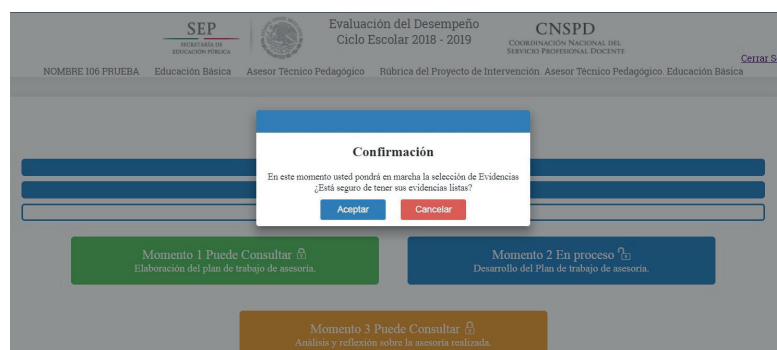 SEP
SECRETARÍA DE
EDUCACIÓN PÚBLICA
Evaluación del Desempeño
Ciclo Escolar 2018 - 2019
CNSPD
COORDINACIÓN NACIONAL DEL
SERVICIO PROFESIONAL DOCENTE
Cerrar S
NOMBRE 106 PRUEBA Educación Básica Asesor Técnico Pedagógico Rúbrica del Proyecto de Intervención. Asesor Técnico Pedagógico. Educación Básica
Confirmación
En este momento usted pondrá en marcha la selección de Evidencias
¿Está seguro de tener sus evidencias listas?
Aceptar Cancelar
Momento 1 Puede Consultar
Elaboración del plan de trabajo de asesoría.
Momento 2 En proceso
Desarrollo del Plan de trabajo de asesoría.
Momento 3 Puede Consultar
Análisis y reflexión sobre la asesoría realizada.